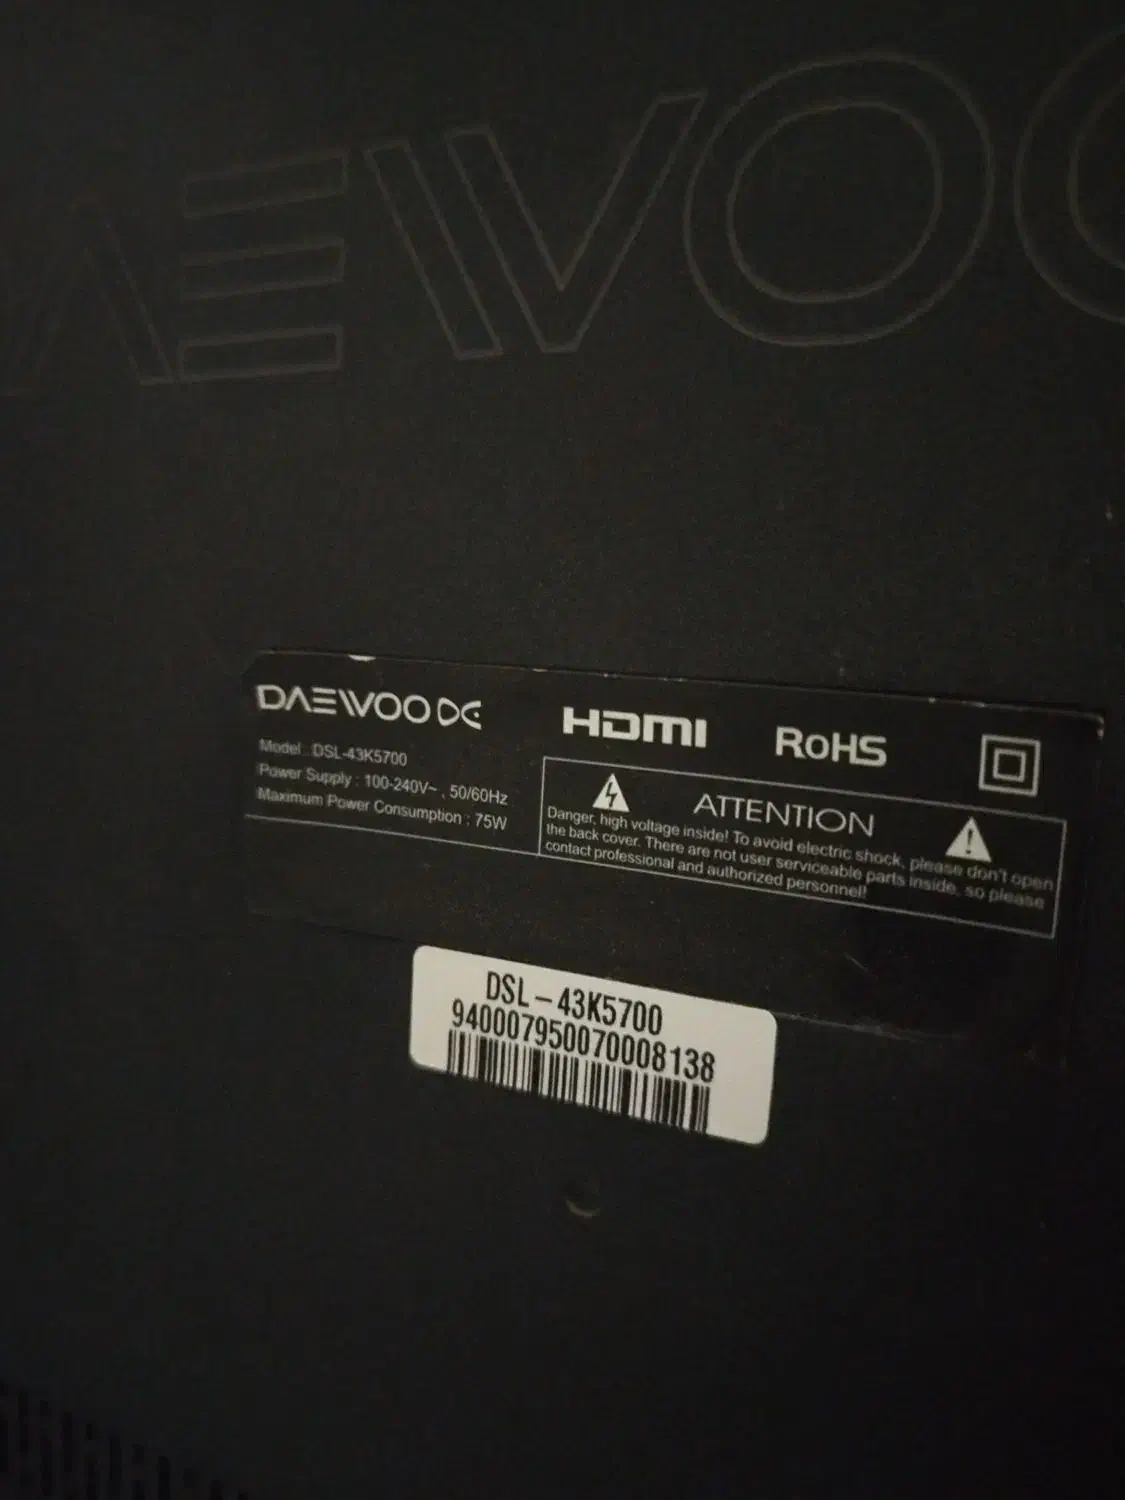 DAEWOO
DAEWOO DE
HDMI
RoHS
Model : DSL-43K5700
Power Supply : 100-240V~ , 50/60Hz
Maximum Power Consumption : 75W
ATTENTION
Danger, high voltage inside! To avoid electric shock, please don't open
the back cover. There are not user serviceable parts inside, so please
contact professional and authorized personnel!
DSL-43K5700
940007950070008138